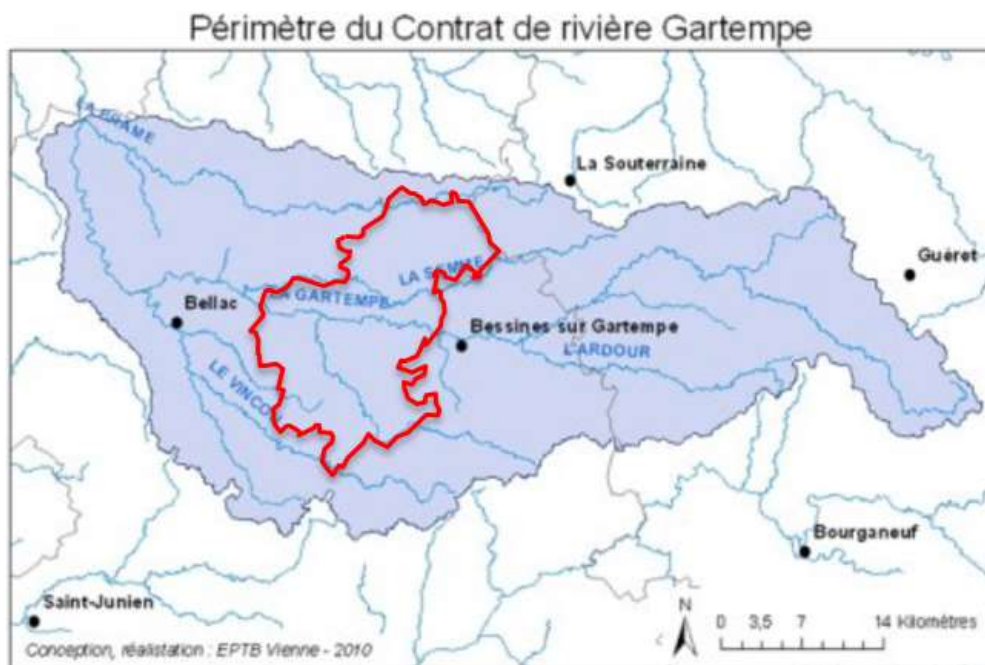 Périmètre du Contrat de rivière Gartempe
LA BRAME
La Souterraine
Guéret
LA SEMME
LA GARTEMPE
Bellac
Bessines sur Gartempe
L'ARDOUR
LE VINCOU
Bourganeuf
Saint-Junien
N
0 3,5 7 14 Kilomètres
Conception, réalistation : EPTB Vienne - 2010